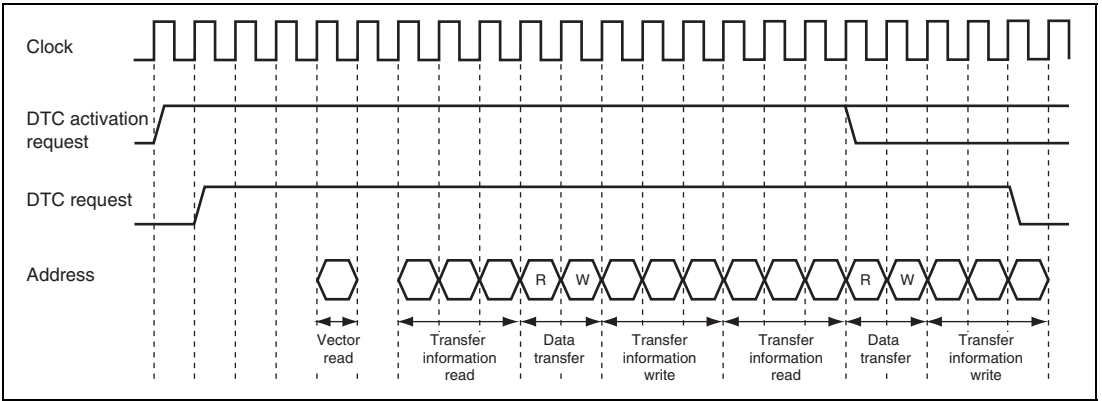 Clock
DTC activation
request
DTC request
Address
R
W
R
W
Vector
read
Transfer
information
read
Data
transfer
Transfer
information
write
Transfer
information
read
Data
transfer
Transfer
information
write